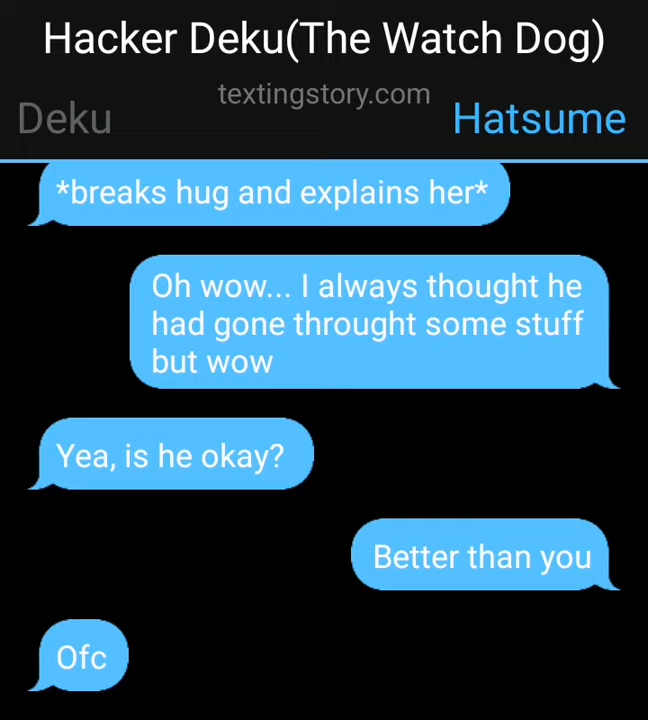 Hacker Deku(The Watch Dog)
textingstory.com
Deku
Hatsume
*breaks hug and explains her*
Oh wow... I always thought he
had gone throught some stuff
but wow
Yea, is he okay?
Better than you
Ofc